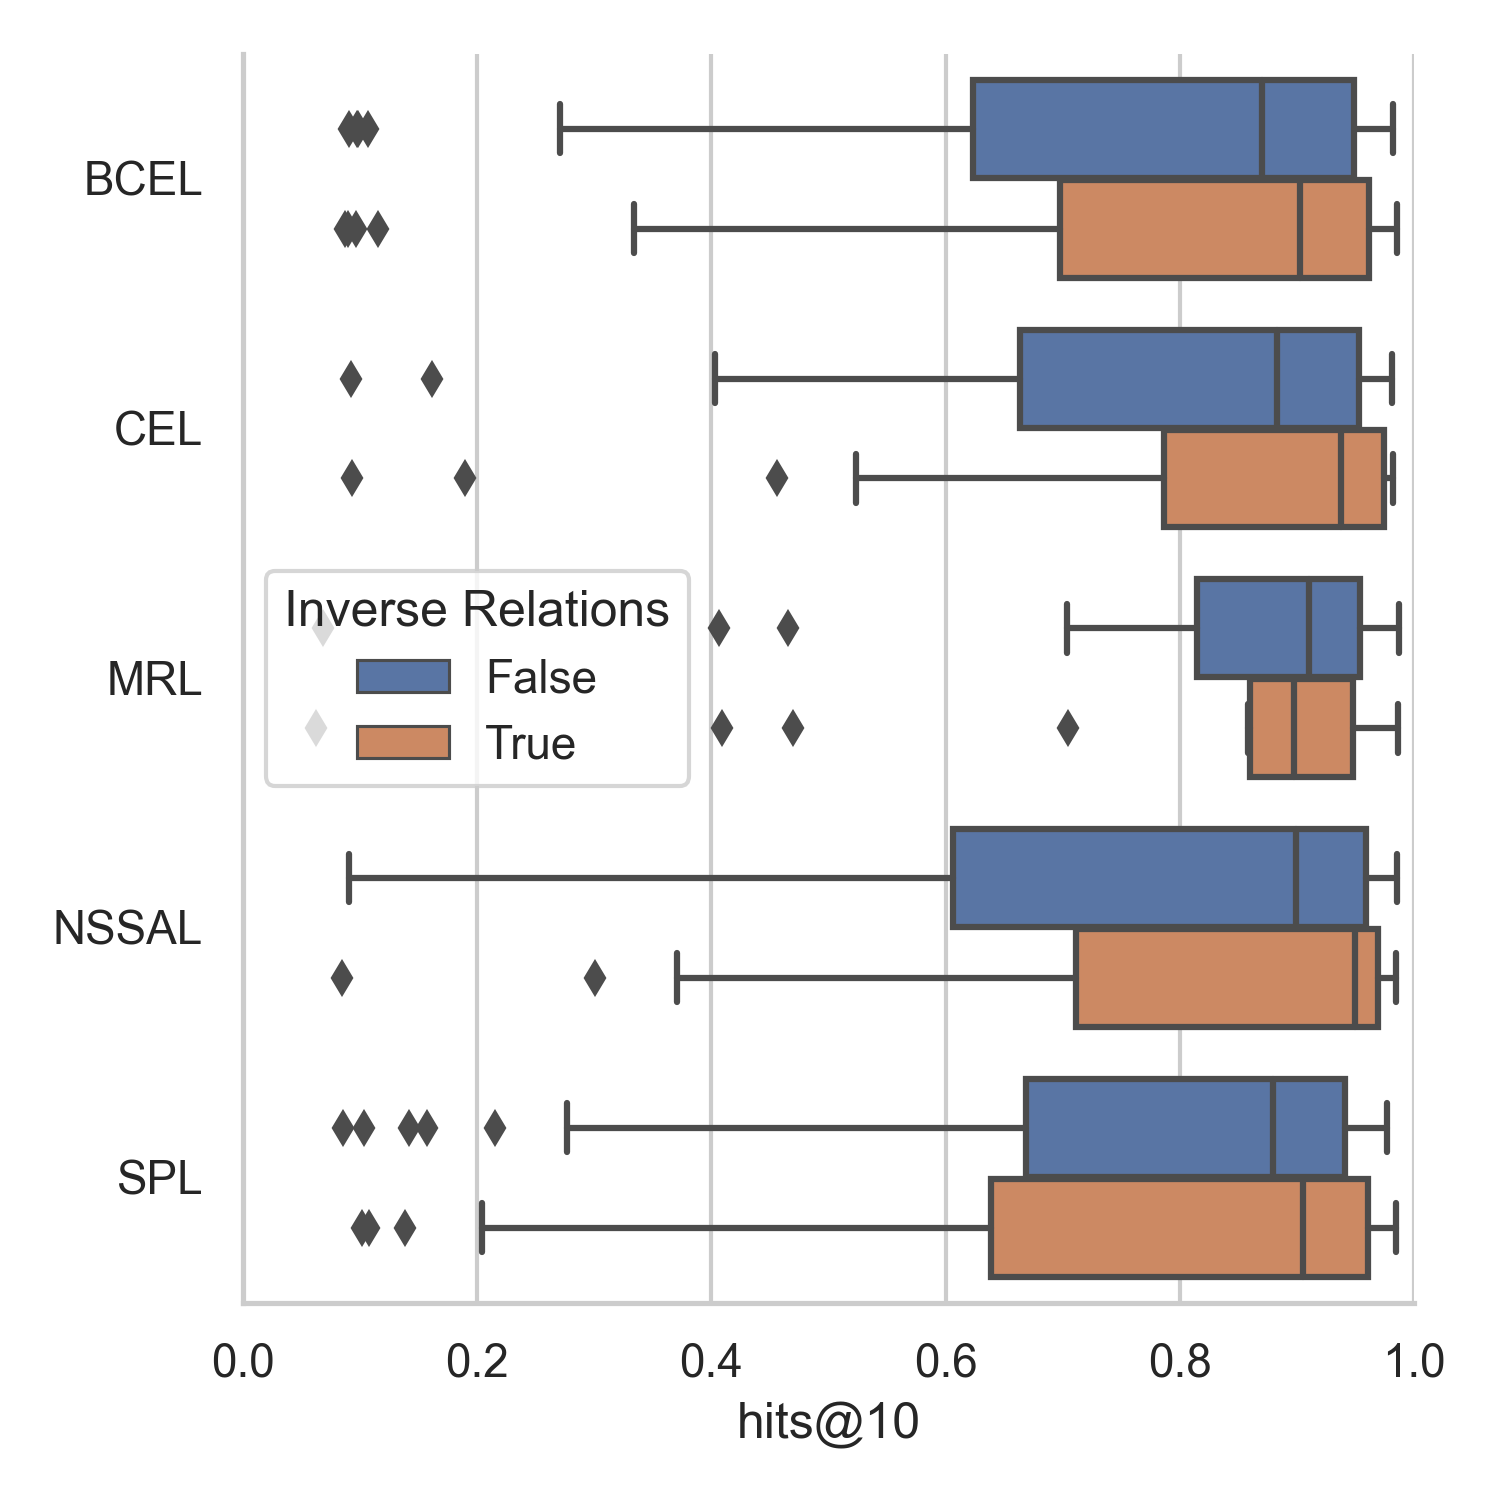 BCEL
CEL
MRL
NSSAL
SPL
Inverse Relations
False
True
0.0 0.2 0.4 0.6 0.8 1.0
hits@10